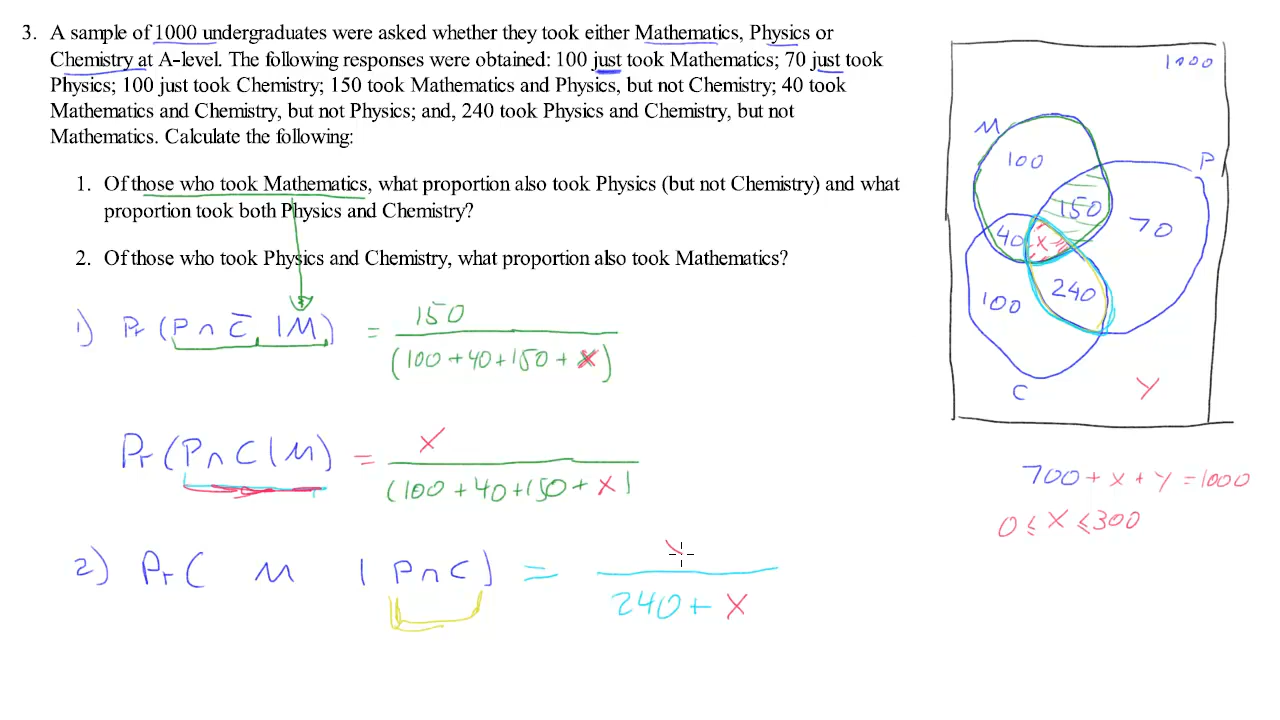 3. A sample of 1000 undergraduates were asked whether they took either Mathematics, Physics or
Chemistry at A-level. The following responses were obtained: 100 just took Mathematics; 70 just took
Physics; 100 just took Chemistry; 150 took Mathematics and Physics, but not Chemistry; 40 took
Mathematics and Chemistry, but not Physics; and, 240 took Physics and Chemistry, but not
Mathematics. Calculate the following:
1. Of those who took Mathematics, what proportion also took Physics (but not Chemistry) and what
proportion took both Physics and Chemistry?
2. Of those who took Physics and Chemistry, what proportion also took Mathematics?
1) Pr (P ∩ C̅ | M) = 150
(100 + 40 + 150 + x)
Pr (P ∩ C | M) = x
(100 + 40 + 150 + x)
2) Pr ( M | P ∩ C) =
240 + x
1000
M
100
P
150
70
40
x
240
100
C
Y
700 + x + y = 1000
0 ≤ x ≤ 300